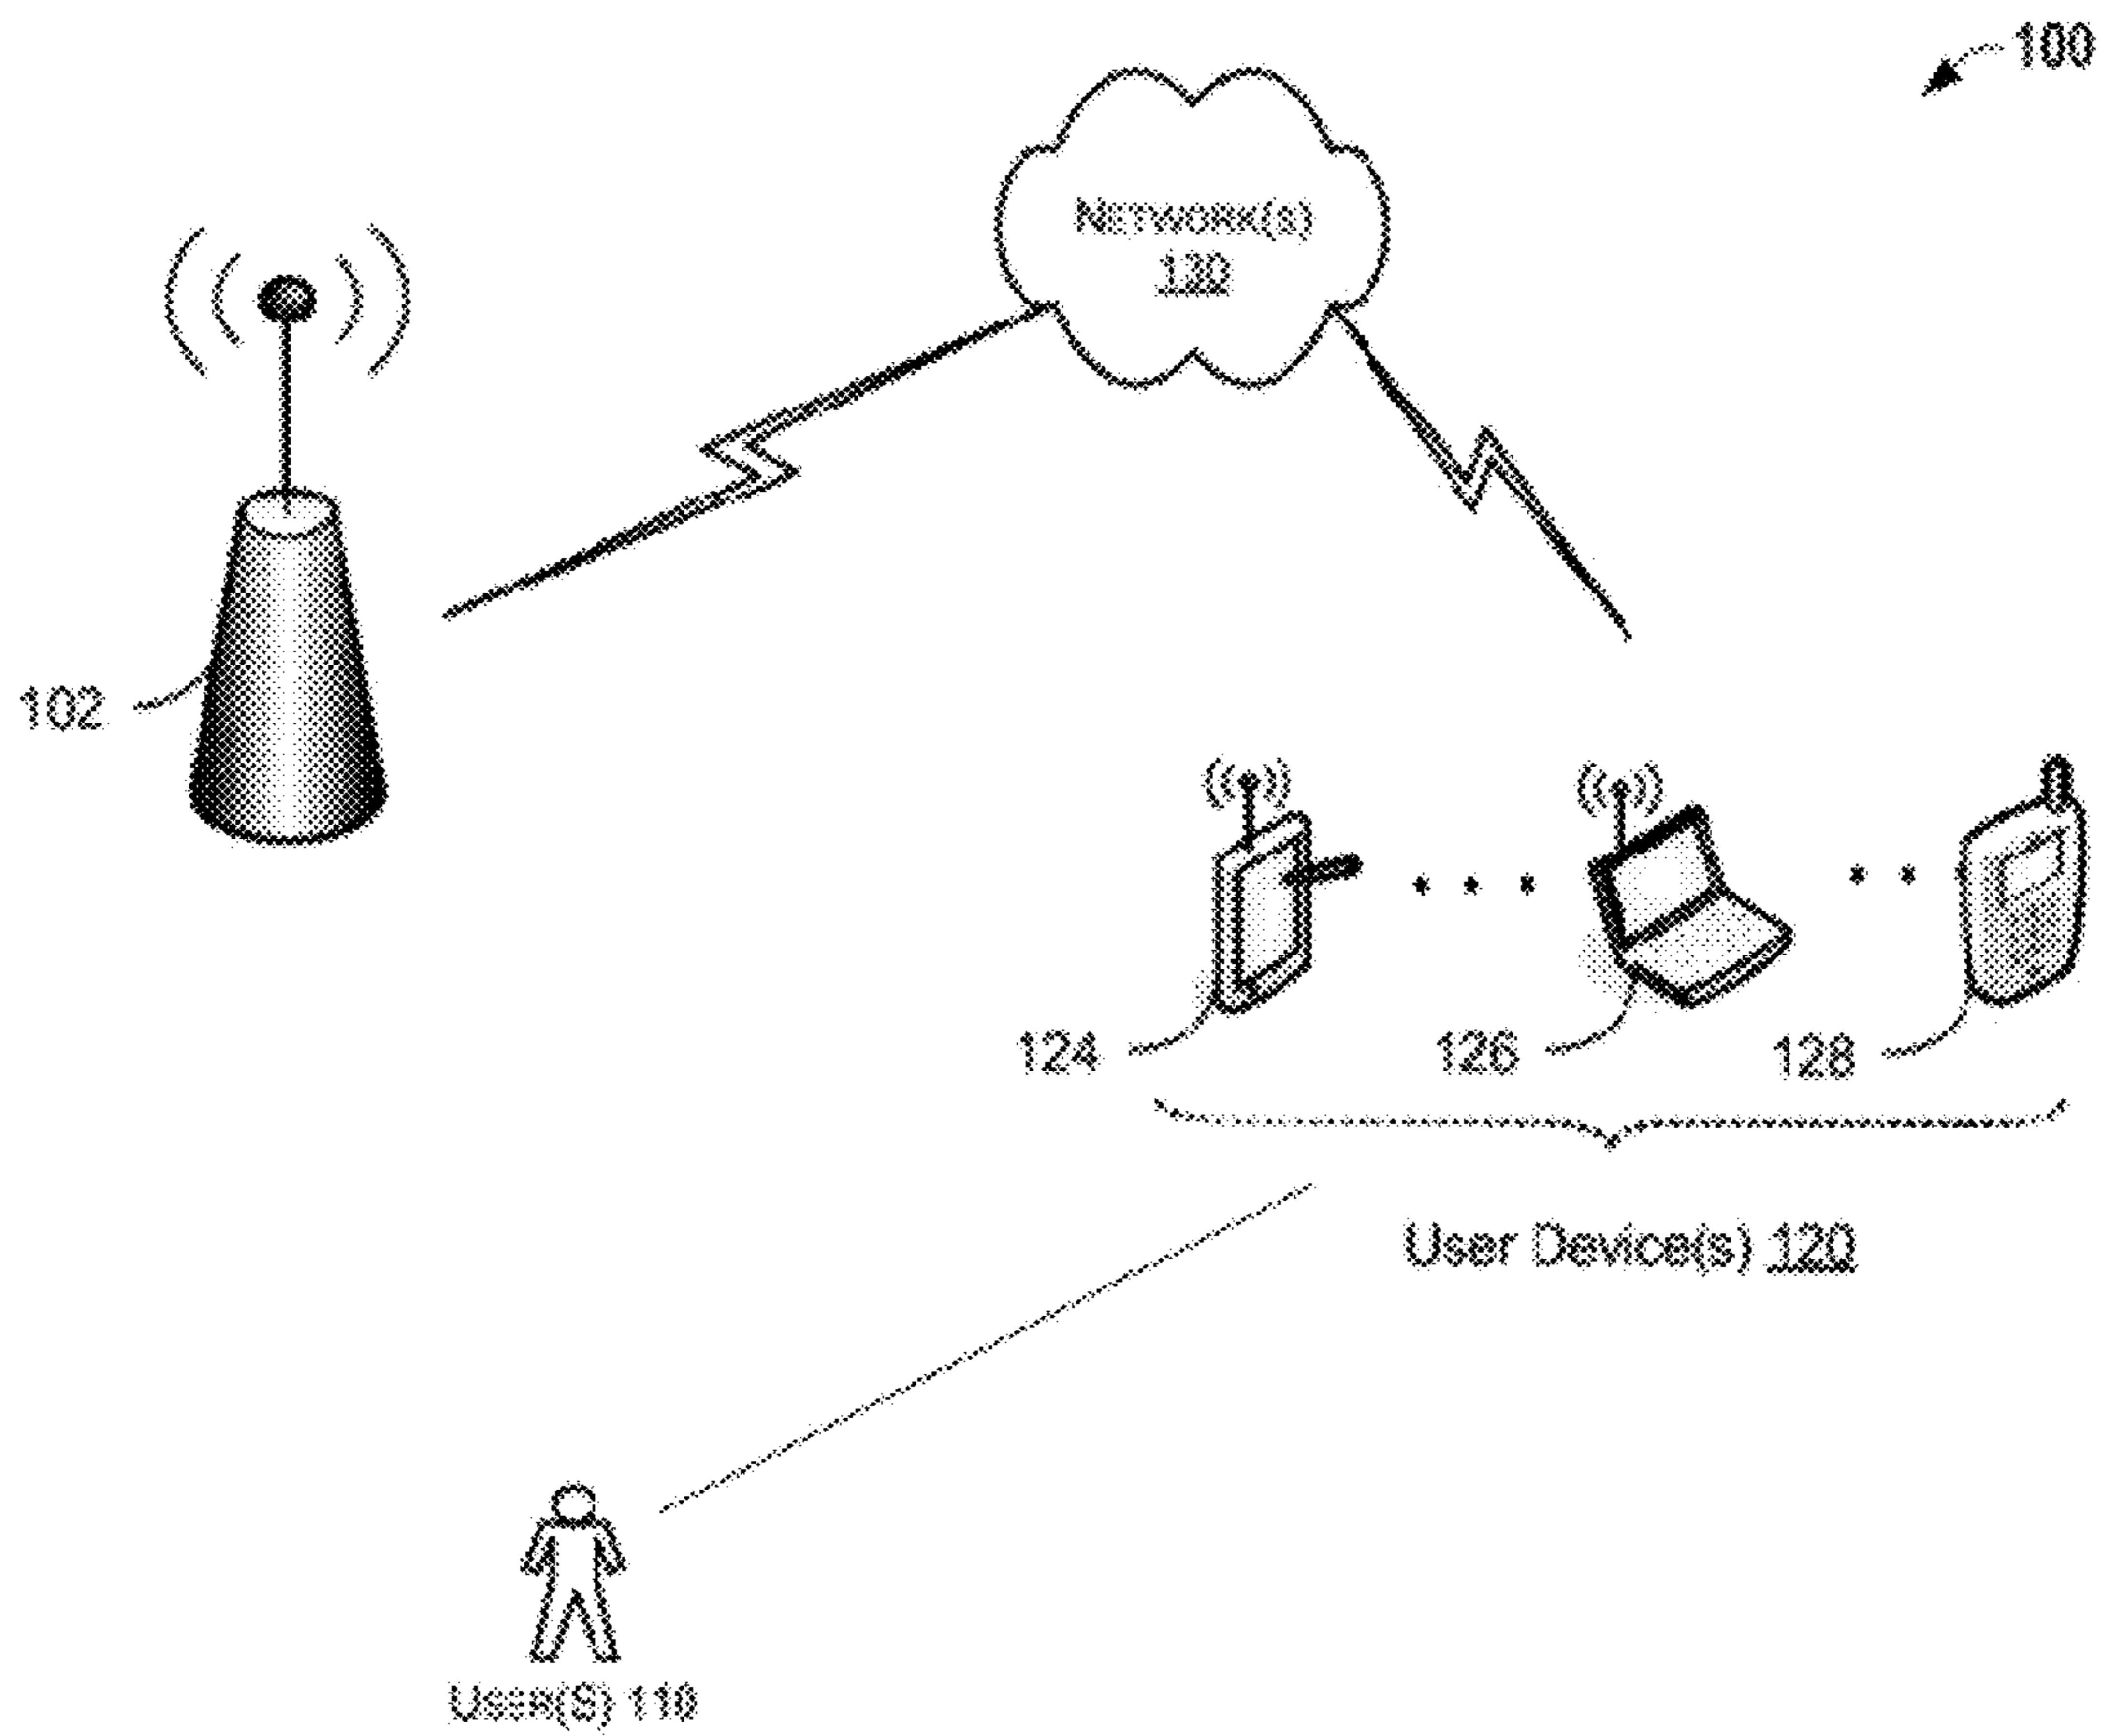 100
NETWORK(S)
130
102
124
126
128
User Device(s) 120
USER(S) 110